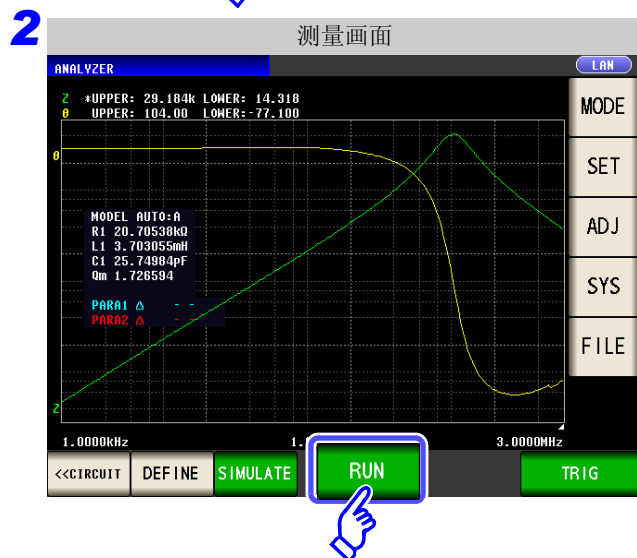 2
测量画面
ANALYZER
LAN
Z *UPPER: 29.184k LOWER: 14.318
θ UPPER: 104.00 LOWER:-77.100
θ
MODEL AUTO:A
R1 20.70538kΩ
L1 3.703055mH
C1 25.74984pF
Qm 1.726594
PARA1 △ - -
PARA2 △ - -
Z
1.0000kHz
1.
3.0000MHz
MODE
SET
ADJ
SYS
FILE
<<CIRCUIT
DEFINE
SIMULATE
RUN
TRIG